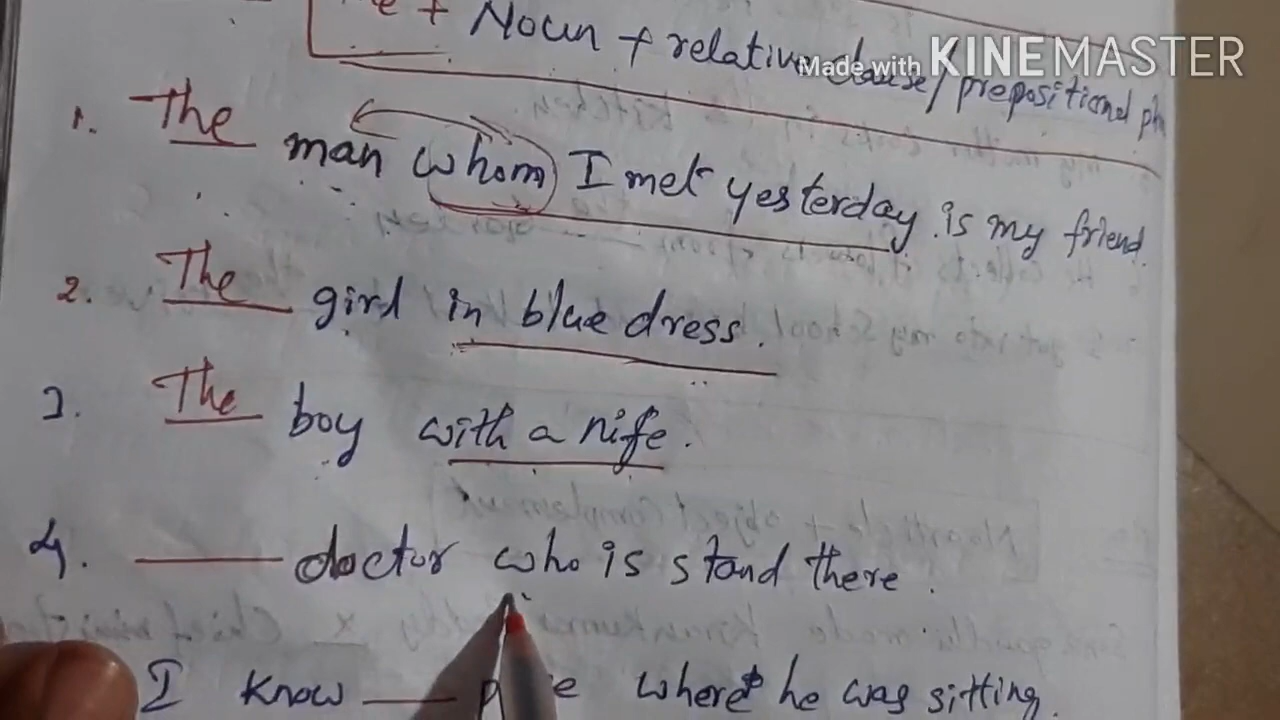 e + Noun + relative clause/prepositional ph
Made with KINEMASTER
1. The man whom I met yesterday is my friend.
2. The girl in blue dress.
3. The boy with a nife.
4. ___ doctor who is stand there.
I know ___ where he was sitting.